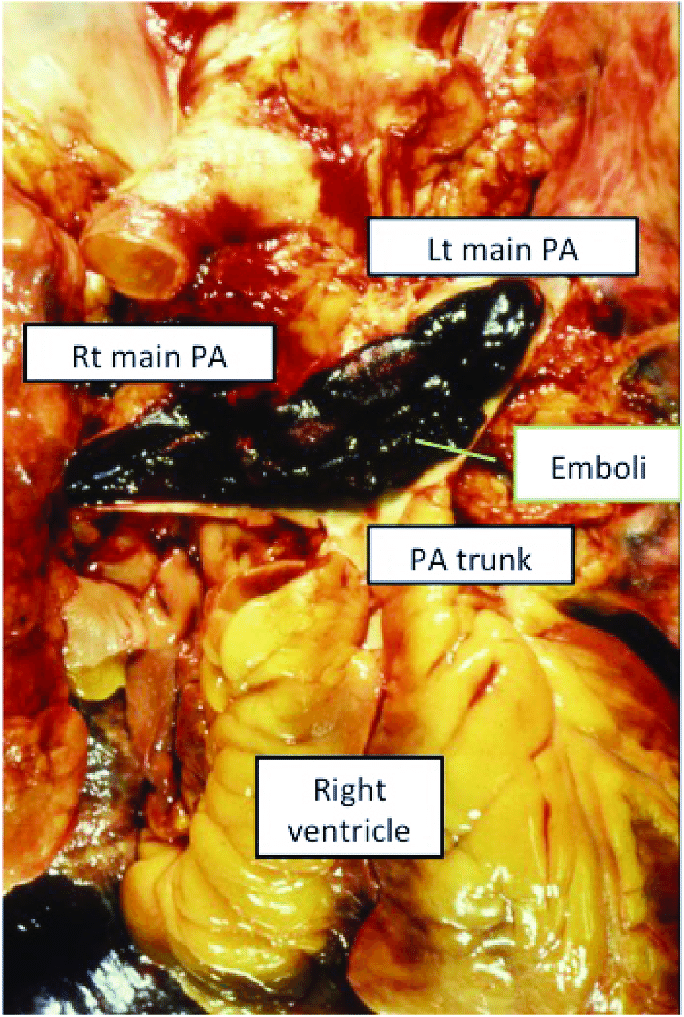 Lt main PA
Rt main PA
Emboli
PA trunk
Right
ventricle